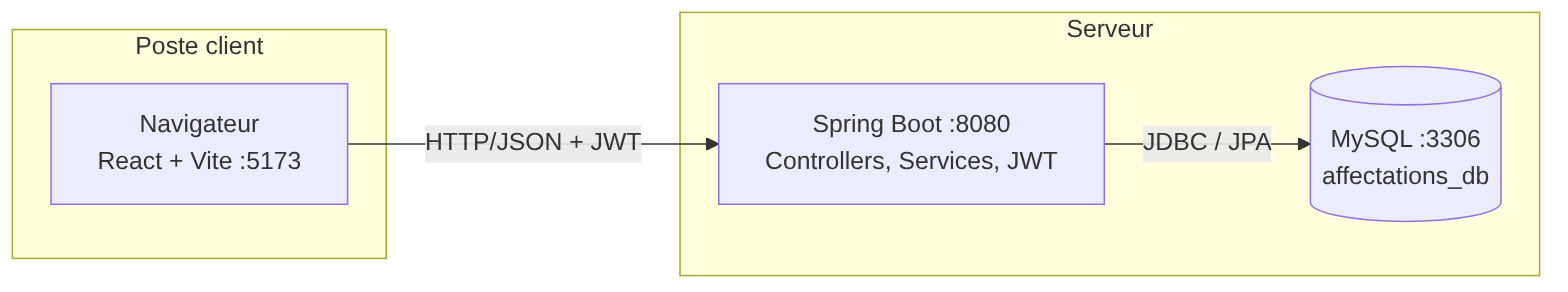 Poste client
Navigateur
React + Vite :5173
HTTP/JSON + JWT
Serveur
Spring Boot :8080
Controllers, Services, JWT
JDBC / JPA
MySQL :3306
affectations_db